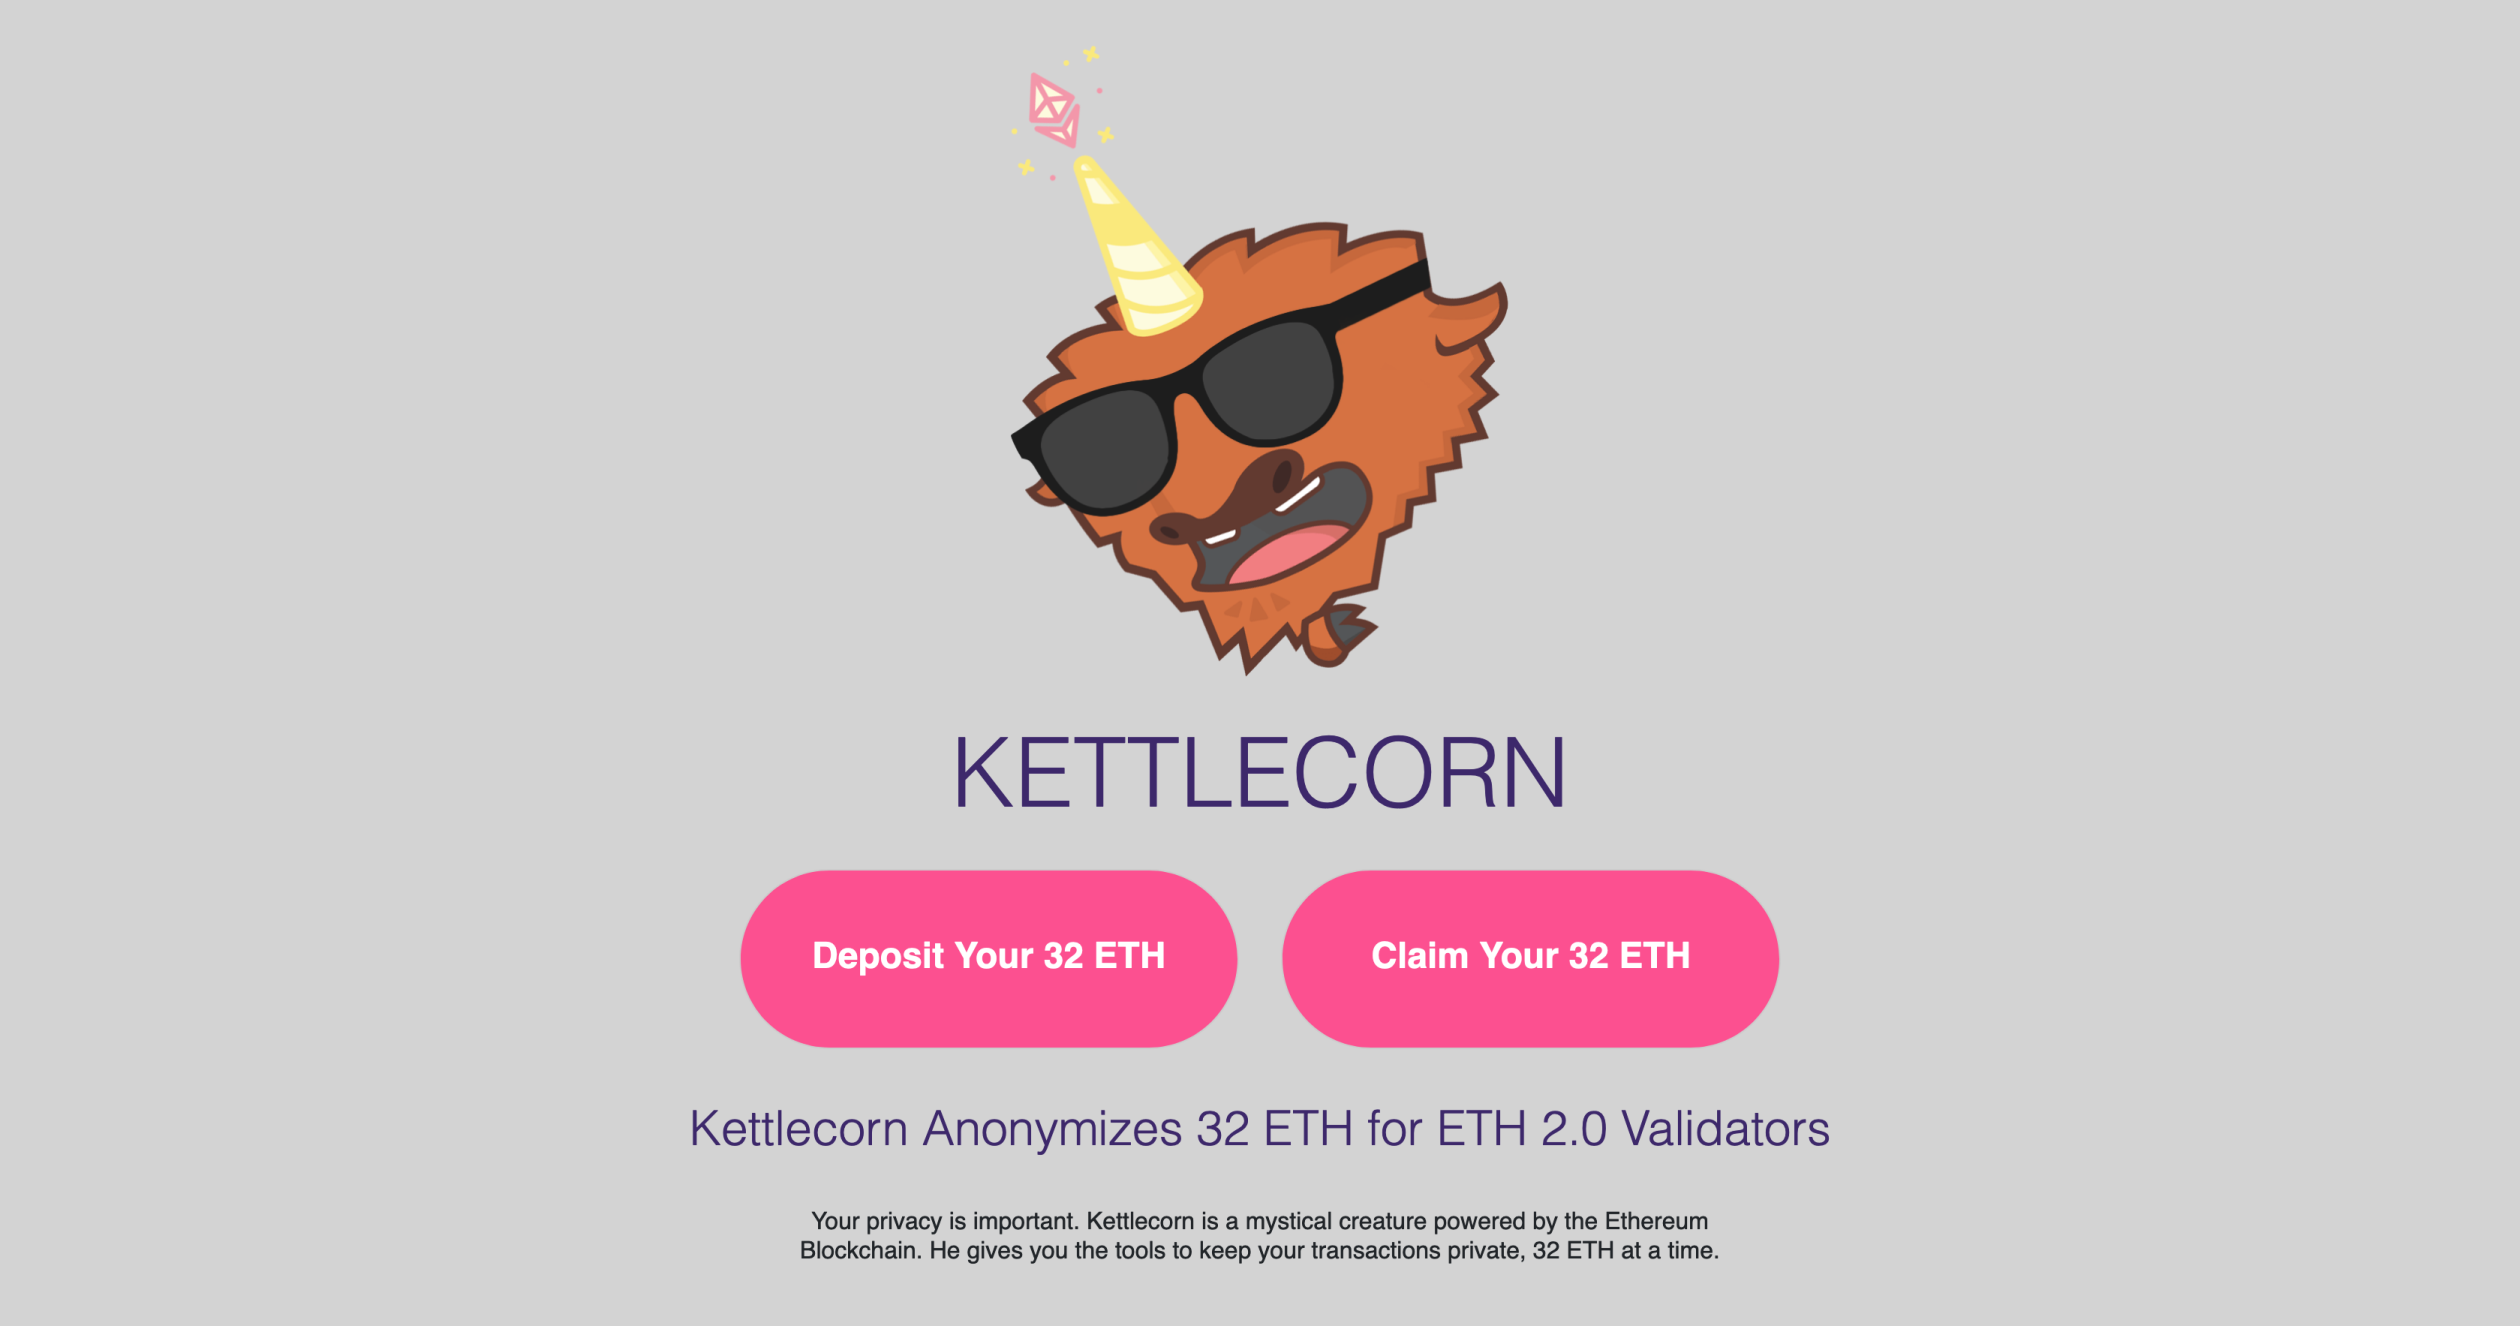 KETTLECORN
Deposit Your 32 ETH
Claim Your 32 ETH
Kettlecorn Anonymizes 32 ETH for ETH 2.0 Validators
Your privacy is important. Kettlecorn is a mystical creature powered by the Ethereum
Blockchain. He gives you the tools to keep your transactions private, 32 ETH at a time.